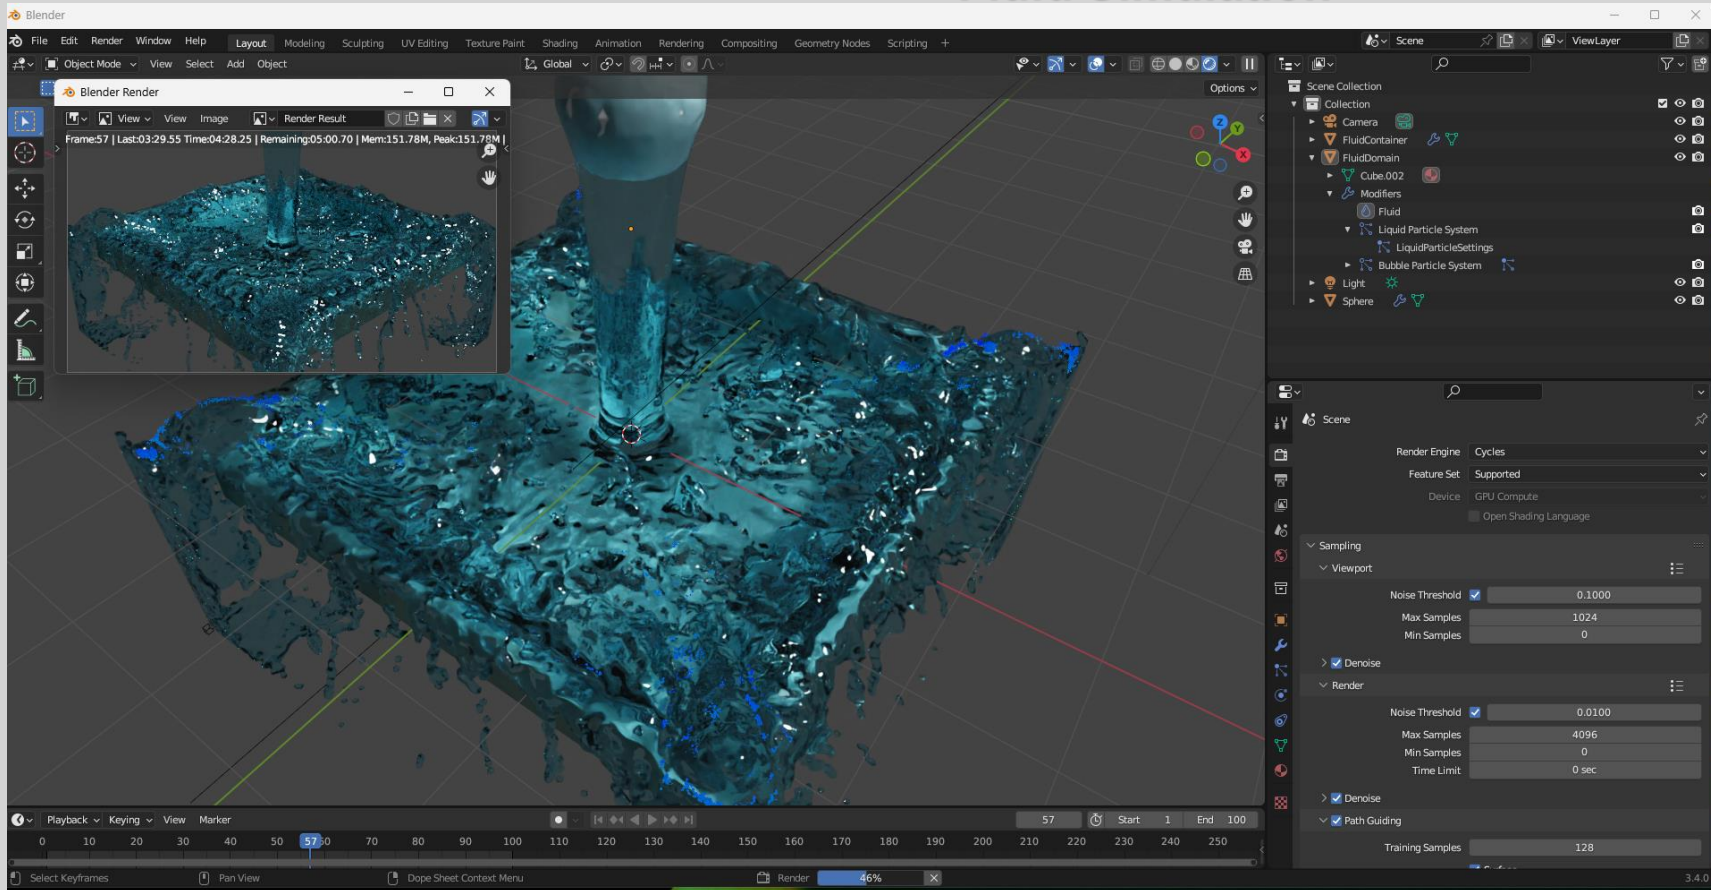 Blender
File Edit Render Window Help Layout Modeling Sculpting UV Editing Texture Paint Shading Animation Rendering Compositing Geometry Nodes Scripting + Scene ViewLayer
Object Mode View Select Add Object Global
Options
Blender Render
View View Image Render Result
Frame:57 | Last:03:29.55 Time:04:28.25 | Remaining:05:00.70 | Mem:151.78M, Peak:151.78M |
Z
Y
X
Scene Collection
Collection
Camera
FluidContainer
FluidDomain
Cube.002
Modifiers
Fluid
Liquid Particle System
LiquidParticleSettings
Bubble Particle System
Light
Sphere
Scene
Render Engine Cycles
Feature Set Supported
Device GPU Compute
Open Shading Language
Sampling
Viewport
Noise Threshold 0.1000
Max Samples 1024
Min Samples 0
Denoise
Render
Noise Threshold 0.0100
Max Samples 4096
Min Samples 0
Time Limit 0 sec
Denoise
Path Guiding
Training Samples 128
Playback Keying View Marker 57 Start 1 End 100
0 10 20 30 40 50 57 60 70 80 90 100 110 120 130 140 150 160 170 180 190 200 210 220 230 240 250
Select Keyframes Pan View Dope Sheet Context Menu Render 46% 3.4.0